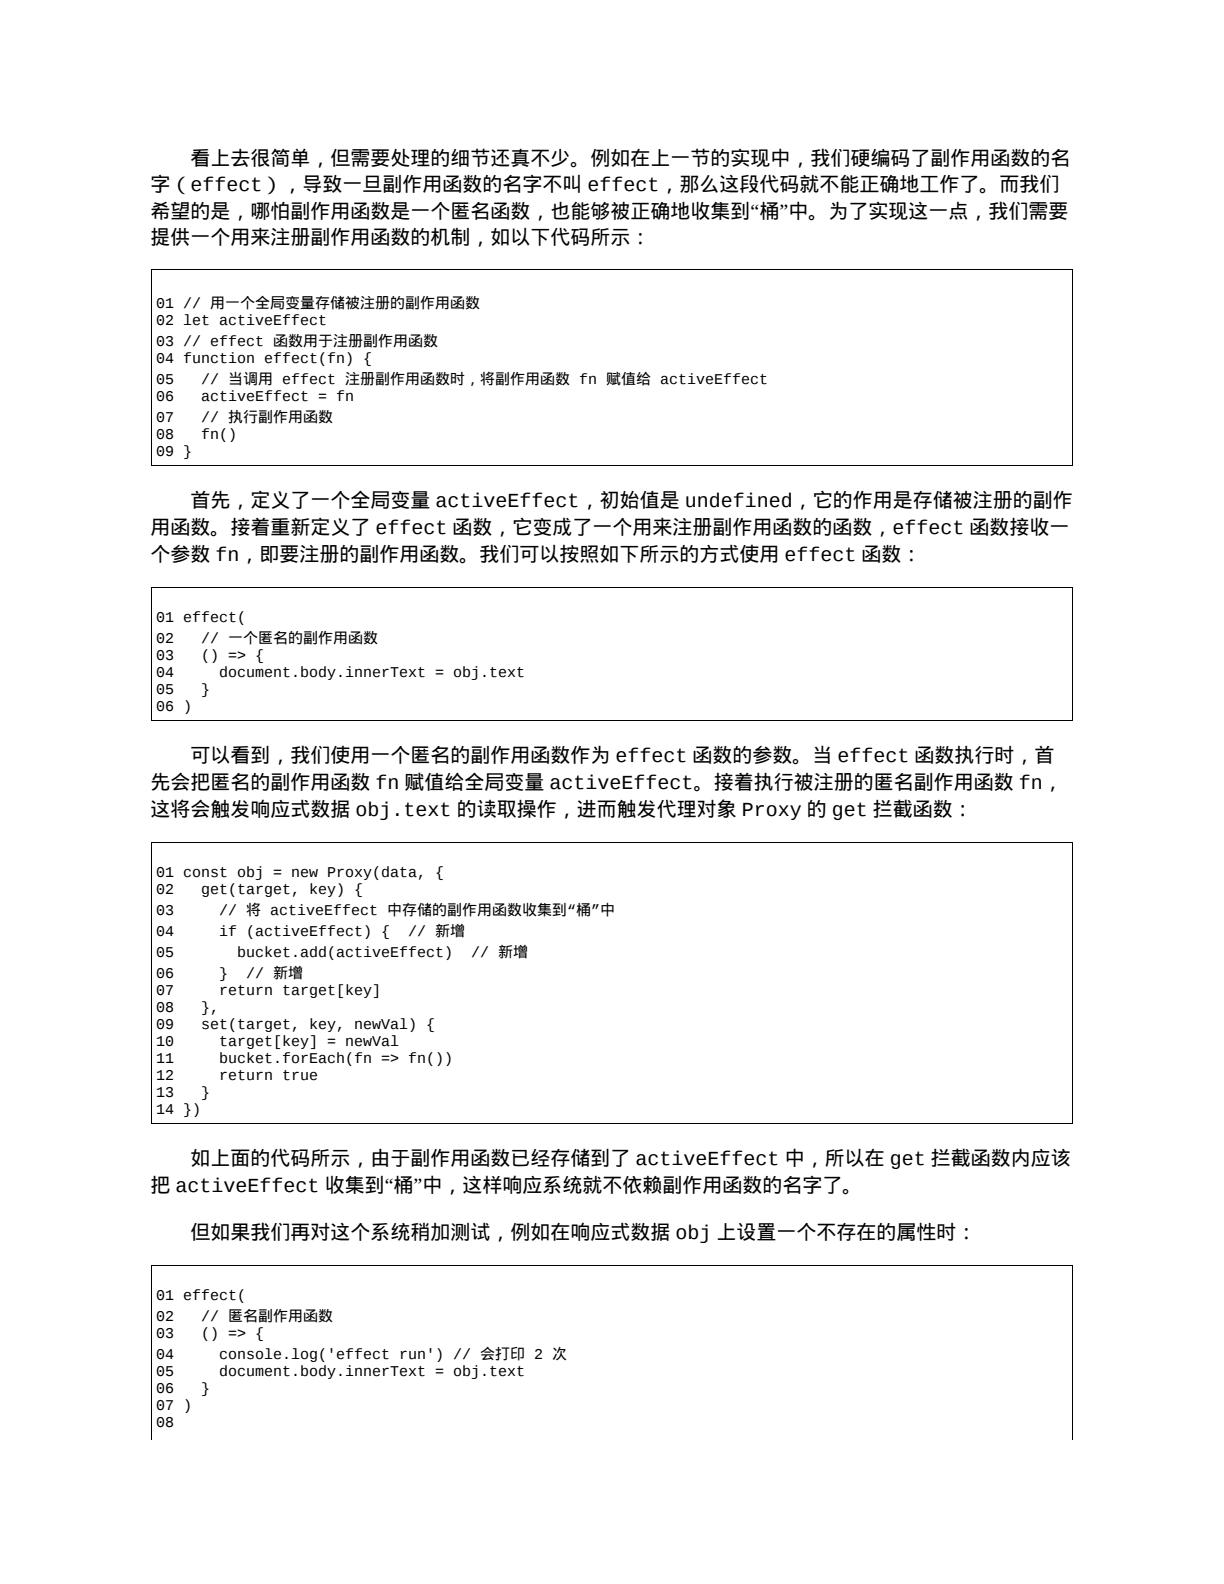 看上去很简单，但需要处理的细节还真不少。例如在上一节的实现中，我们硬编码了副作用函数的名
字（effect），导致一旦副作用函数的名字不叫 effect，那么这段代码就不能正确地工作了。而我们
希望的是，哪怕副作用函数是一个匿名函数，也能够被正确地收集到“桶”中。为了实现这一点，我们需要
提供一个用来注册副作用函数的机制，如以下代码所示：
01 // 用一个全局变量存储被注册的副作用函数
02 let activeEffect
03 // effect 函数用于注册副作用函数
04 function effect(fn) {
05   // 当调用 effect 注册副作用函数时，将副作用函数 fn 赋值给 activeEffect
06   activeEffect = fn
07   // 执行副作用函数
08   fn()
09 }
首先，定义了一个全局变量 activeEffect，初始值是 undefined，它的作用是存储被注册的副作
用函数。接着重新定义了 effect 函数，它变成了一个用来注册副作用函数的函数，effect 函数接收一
个参数 fn，即要注册的副作用函数。我们可以按照如下所示的方式使用 effect 函数：
01 effect(
02   // 一个匿名的副作用函数
03   () => {
04     document.body.innerText = obj.text
05   }
06 )
可以看到，我们使用一个匿名的副作用函数作为 effect 函数的参数。当 effect 函数执行时，首
先会把匿名的副作用函数 fn 赋值给全局变量 activeEffect。接着执行被注册的匿名副作用函数 fn，
这将会触发响应式数据 obj.text 的读取操作，进而触发代理对象 Proxy 的 get 拦截函数：
01 const obj = new Proxy(data, {
02   get(target, key) {
03     // 将 activeEffect 中存储的副作用函数收集到“桶”中
04     if (activeEffect) {  // 新增
05       bucket.add(activeEffect)  // 新增
06     }  // 新增
07     return target[key]
08   },
09   set(target, key, newVal) {
10     target[key] = newVal
11     bucket.forEach(fn => fn())
12     return true
13   }
14 })
如上面的代码所示，由于副作用函数已经存储到了 activeEffect 中，所以在 get 拦截函数内应该
把 activeEffect 收集到“桶”中，这样响应系统就不依赖副作用函数的名字了。
但如果我们再对这个系统稍加测试，例如在响应式数据 obj 上设置一个不存在的属性时：
01 effect(
02   // 匿名副作用函数
03   () => {
04     console.log('effect run') // 会打印 2 次
05     document.body.innerText = obj.text
06   }
07 )
08